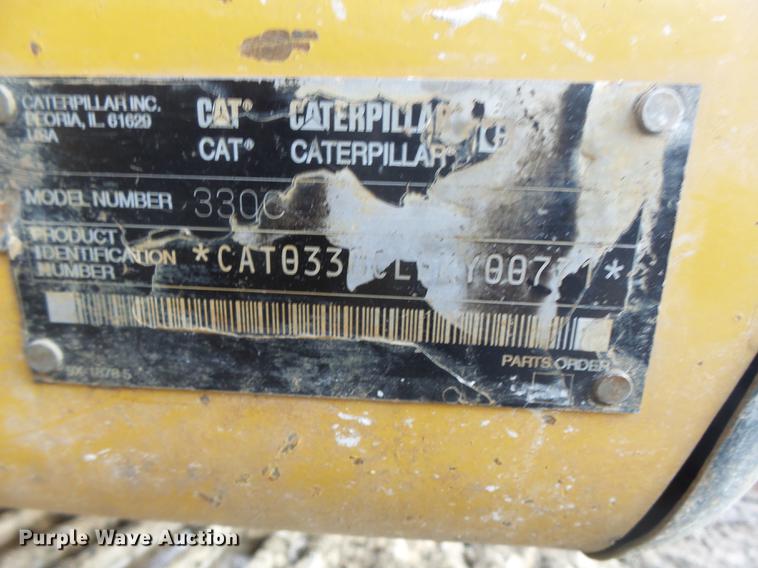 CATERPILLAR INC.
PEORIA, IL. 61629
USA
CAT® CATERPILLAR
CAT® CATERPILLAR®
MODEL NUMBER 330C
PRODUCT
IDENTIFICATION
NUMBER
PARTS ORDER
Purple Wave Auction